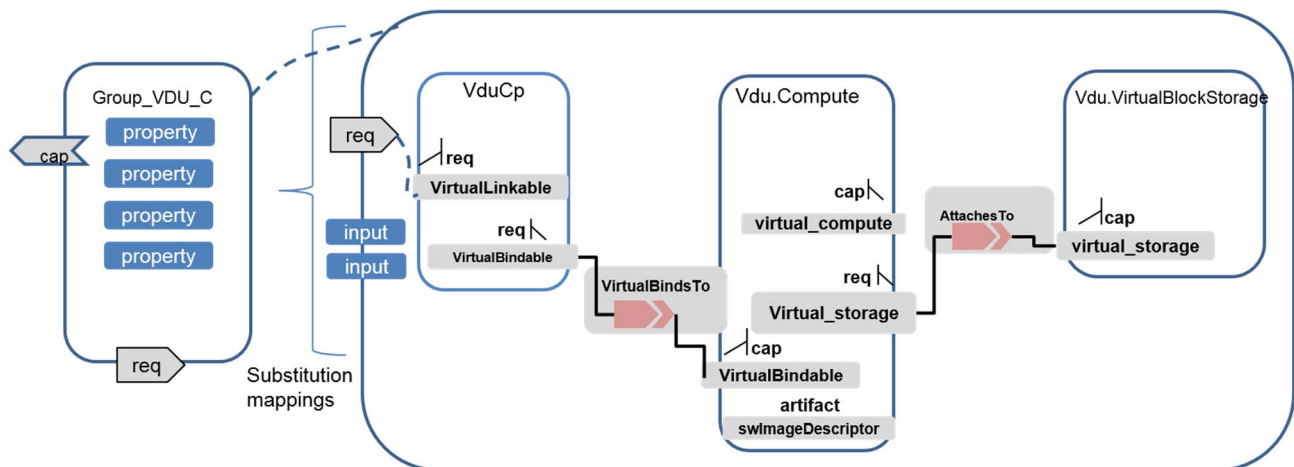 Group_VDU_C
property
property
property
property
cap
req
Substitution
mappings
req
input
input
VduCp
req
VirtualLinkable
req
VirtualBindable
VirtualBindsTo
Vdu.Compute
cap
virtual_compute
req
Virtual_storage
cap
VirtualBindable
artifact
swImageDescriptor
AttachesTo
Vdu.VirtualBlockStorage
cap
virtual_storage